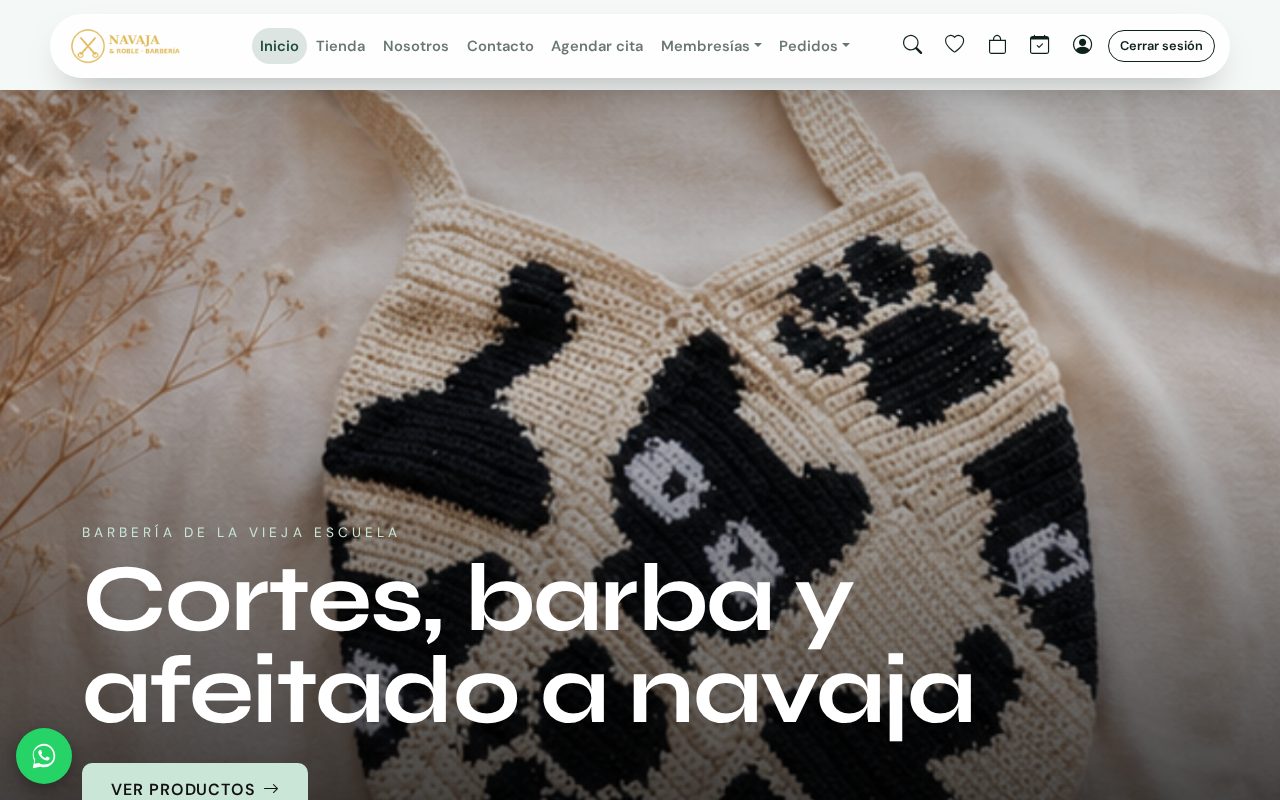 NAVAJA
& ROBLE · BARBERÍA
Inicio
Tienda
Nosotros
Contacto
Agendar cita
Membresías
Pedidos
Cerrar sesión
BARBERÍA DE LA VIEJA ESCUELA
Cortes, barba y
afeitado a navaja
VER PRODUCTOS